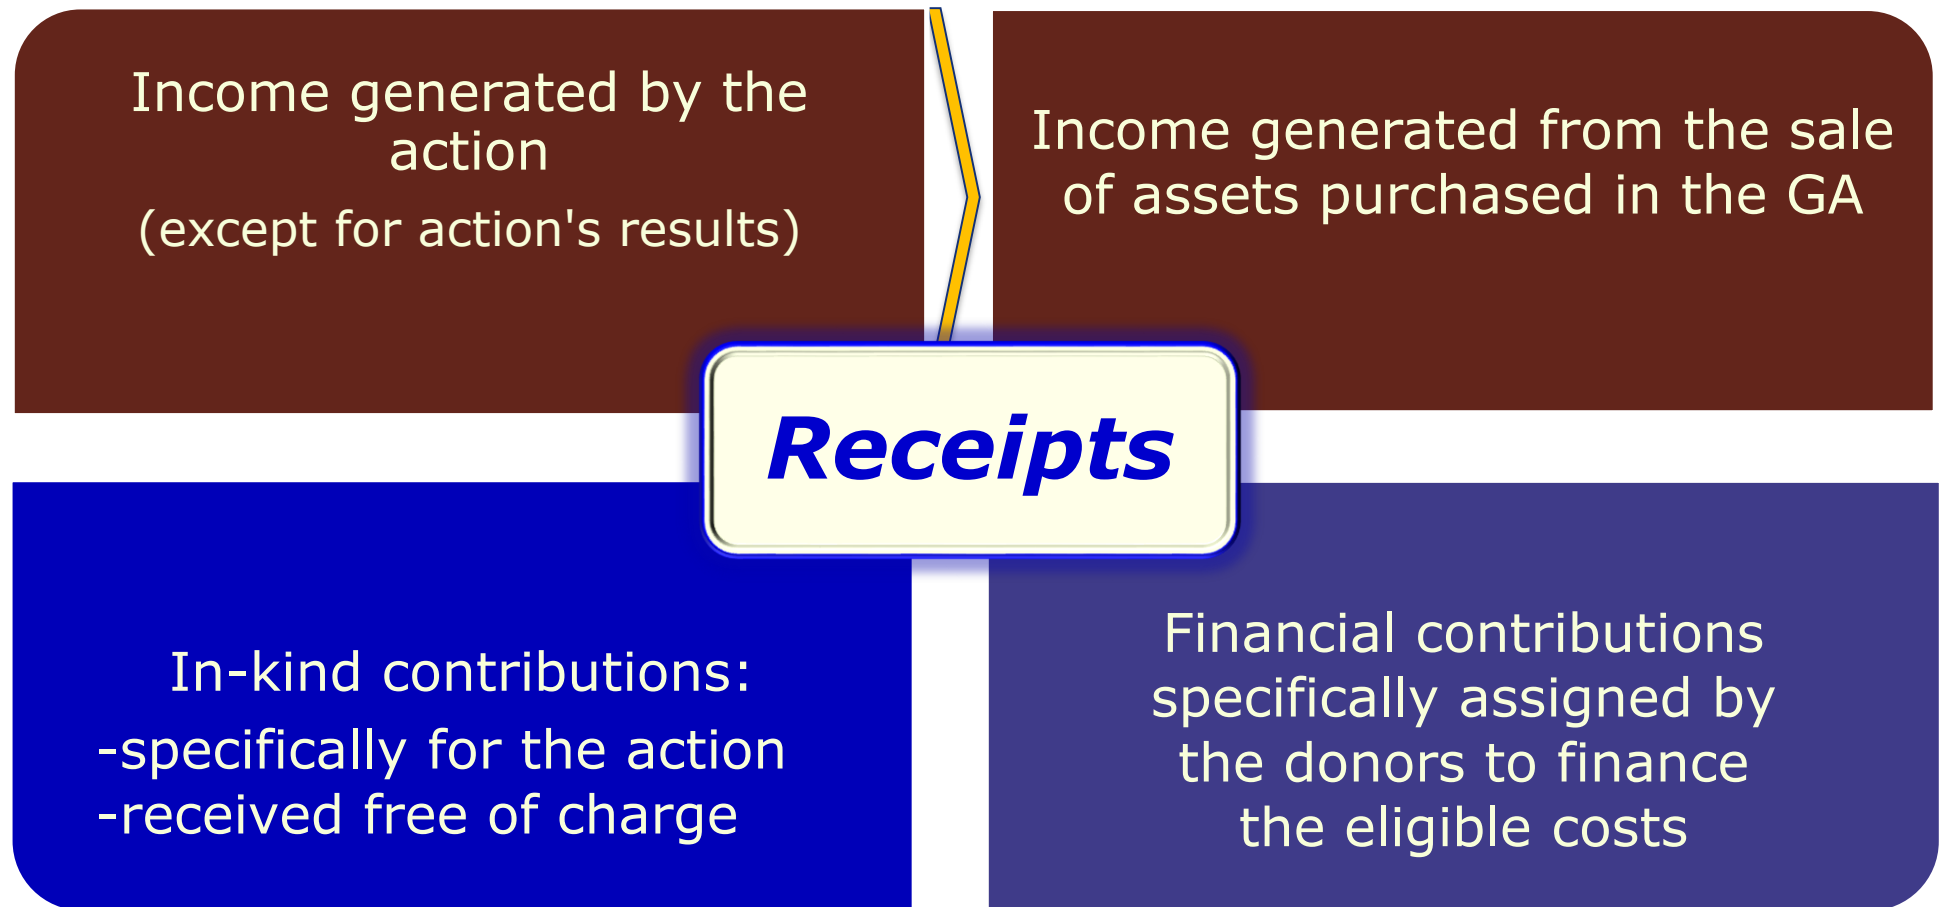 Income generated by the
action
(except for action's results)
Income generated from the sale
of assets purchased in the GA
Receipts
In-kind contributions:
-specifically for the action
-received free of charge
Financial contributions
specifically assigned by
the donors to finance
the eligible costs